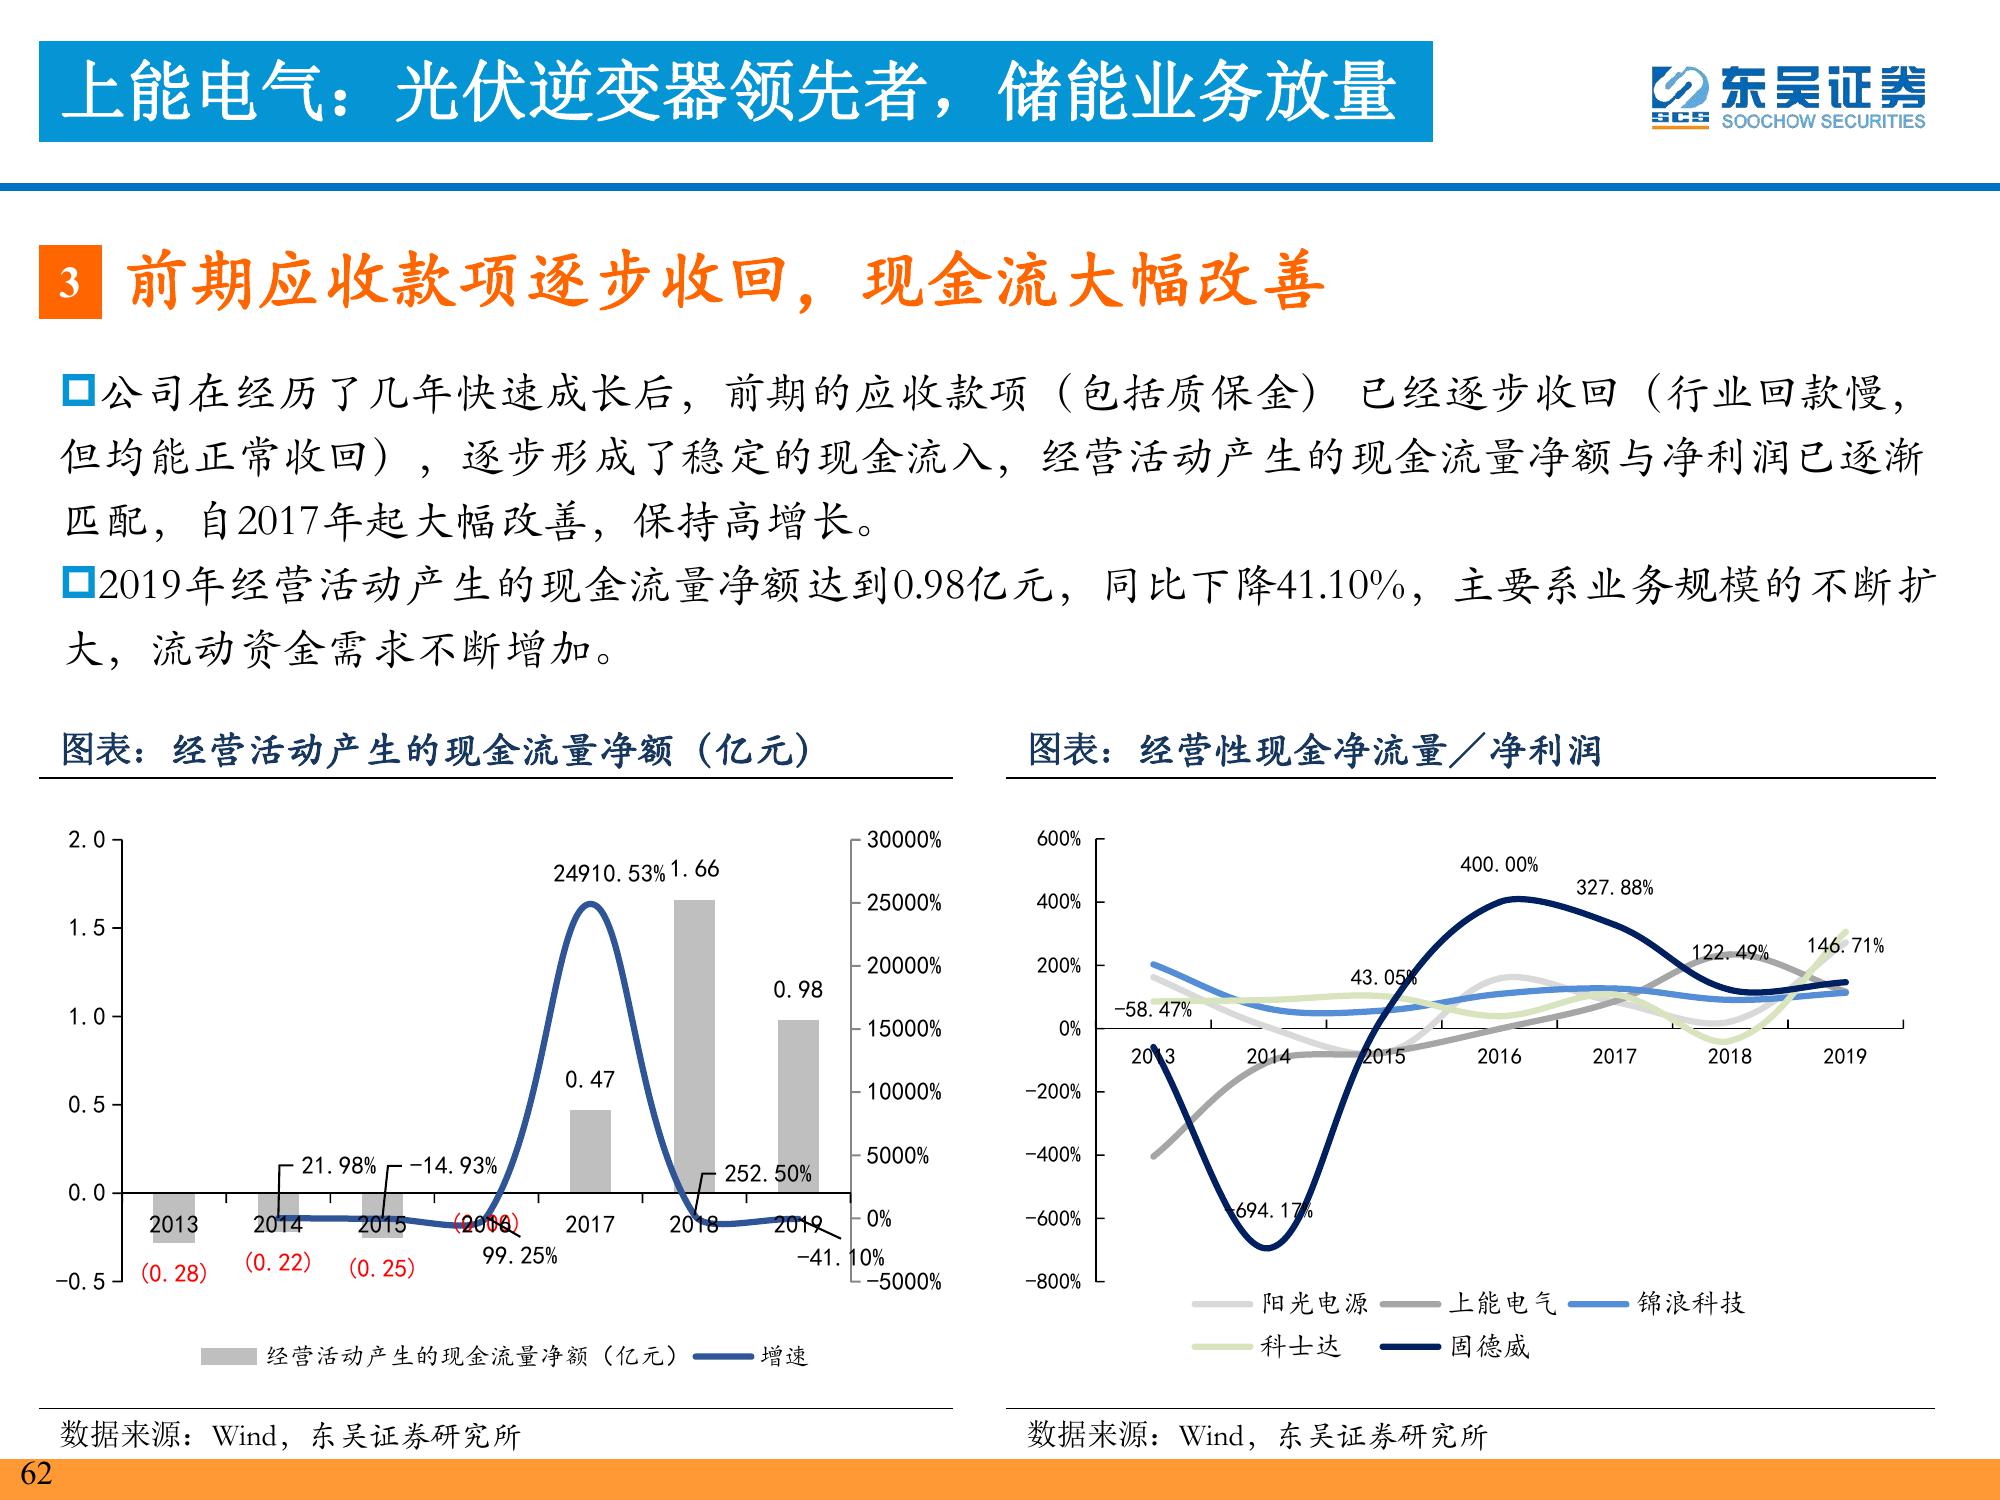 上能电气：光伏逆变器领先者，储能业务放量
东吴证券
SCS SOOCHOW SECURITIES
3 前期应收款项逐步收回，现金流大幅改善
公司在经历了几年快速成长后，前期的应收款项（包括质保金） 已经逐步收回（行业回款慢，
但均能正常收回），逐步形成了稳定的现金流入，经营活动产生的现金流量净额与净利润已逐渐
匹配，自2017年起大幅改善，保持高增长。
2019年经营活动产生的现金流量净额达到0.98亿元，同比下降41.10%，主要系业务规模的不断扩
大，流动资金需求不断增加。
图表：经营活动产生的现金流量净额（亿元）
2.0
1.5
1.0
0.5
0.0
-0.5
30000%
25000%
20000%
15000%
10000%
5000%
0%
-5000%
24910.53% 1.66
0.98
0.47
21.98% -14.93%
252.50%
2013 2014 2015 2016 2017 2018 2019
(0.28) (0.22) (0.25) (0.00)
99.25%
-41.10%
经营活动产生的现金流量净额（亿元） 增速
数据来源：Wind，东吴证券研究所
图表：经营性现金净流量／净利润
600%
400%
200%
0%
-200%
-400%
-600%
-800%
400.00%
327.88%
122.49% 146.71%
43.05%
-58.47%
2013 2014 2015 2016 2017 2018 2019
-694.17%
阳光电源 上能电气 锦浪科技
科士达 固德威
数据来源：Wind，东吴证券研究所
62